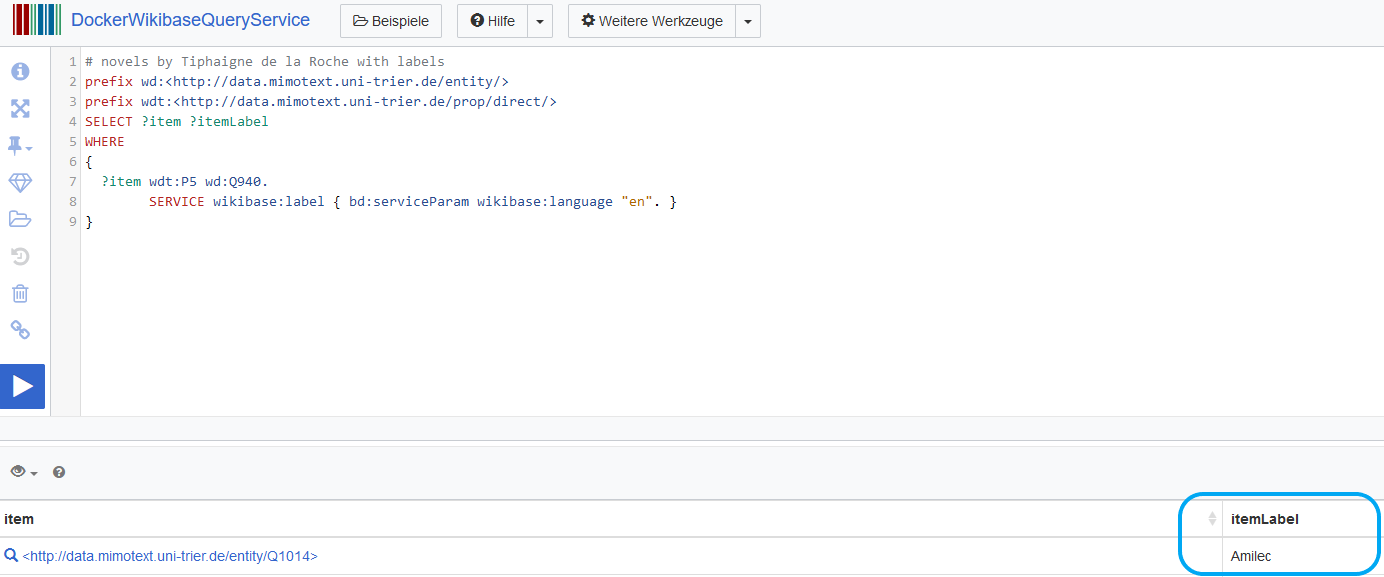 DockerWikibaseQueryService Beispiele Hilfe Weitere Werkzeuge
1 # novels by Tiphaigne de la Roche with labels
2 prefix wd:<http://data.mimotext.uni-trier.de/entity/>
3 prefix wdt:<http://data.mimotext.uni-trier.de/prop/direct/>
4 SELECT ?item ?itemLabel
5 WHERE
6 {
7 ?item wdt:P5 wd:Q940.
8 SERVICE wikibase:label { bd:serviceParam wikibase:language "en". }
9 }
item itemLabel
<http://data.mimotext.uni-trier.de/entity/Q1014> Amilec